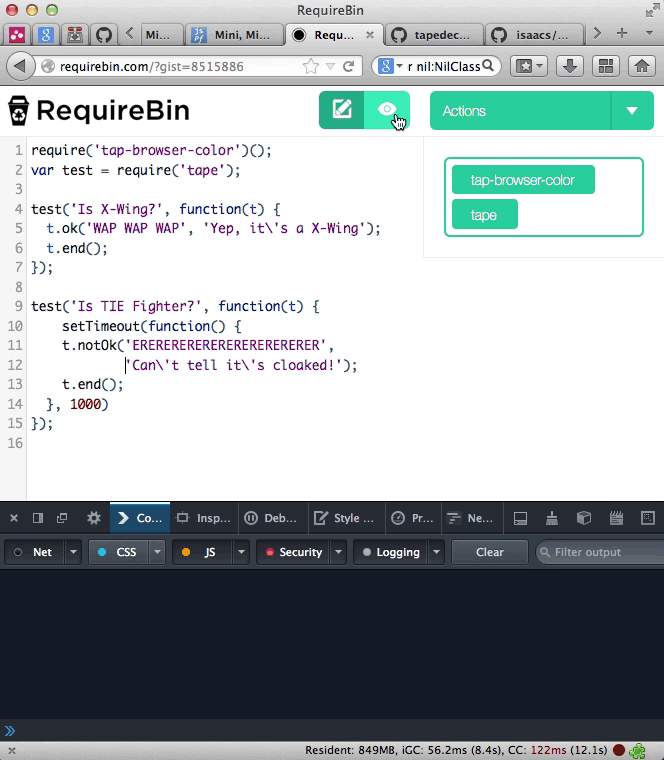 RequireBin
Mi...
Mini, Mi...
Requ...
tapedec...
isaacs/...
requirebin.com/?gist=8515886
r nil:NilClass
RequireBin
Actions
1 require('tap-browser-color')();
2 var test = require('tape');
3
4 test('Is X-Wing?', function(t) {
5 t.ok('WAP WAP WAP', 'Yep, it\'s a X-Wing');
6 t.end();
7 });
8
9 test('Is TIE Fighter?', function(t) {
10 setTimeout(function() {
11 t.notOk('ERERERERERERERERERERER',
12 'Can\'t tell it\'s cloaked!');
13 t.end();
14 }, 1000)
15 });
16
tap-browser-color
tape
Co...
Insp...
Deb...
Style ...
Pr...
Ne...
Net
CSS
JS
Security
Logging
Clear
Filter output
Resident: 849MB, iGC: 56.2ms (8.4s), CC: 122ms (12.1s)